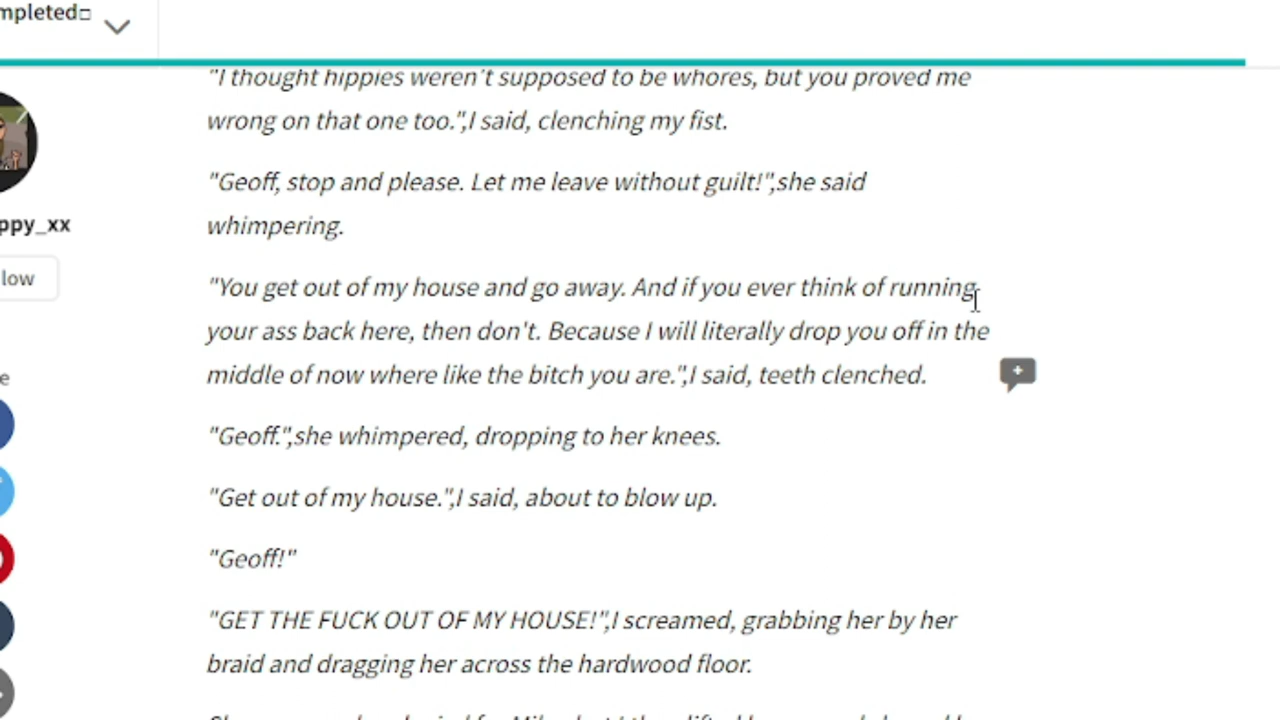 mpleted□
"I thought hippies weren't supposed to be whores, but you proved me
wrong on that one too.",I said, clenching my fist.
"Geoff, stop and please. Let me leave without guilt!",she said
whimpering.
ppy_xx
low
"You get out of my house and go away. And if you ever think of running
your ass back here, then don't. Because I will literally drop you off in the
middle of now where like the bitch you are.",I said, teeth clenched.
e
"Geoff.",she whimpered, dropping to her knees.
"Get out of my house.",I said, about to blow up.
"Geoff!"
"GET THE FUCK OUT OF MY HOUSE!",I screamed, grabbing her by her
braid and dragging her across the hardwood floor.